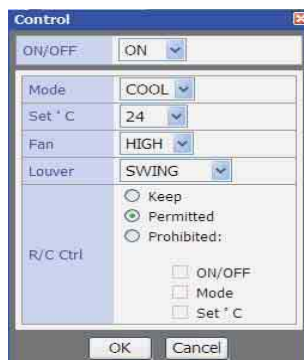 Control
ON/OFF ON
Mode COOL
Set °C 24
Fan HIGH
Louver SWING
R/C Ctrl
Keep
Permitted
Prohibited:
ON/OFF
Mode
Set °C
OK Cancel